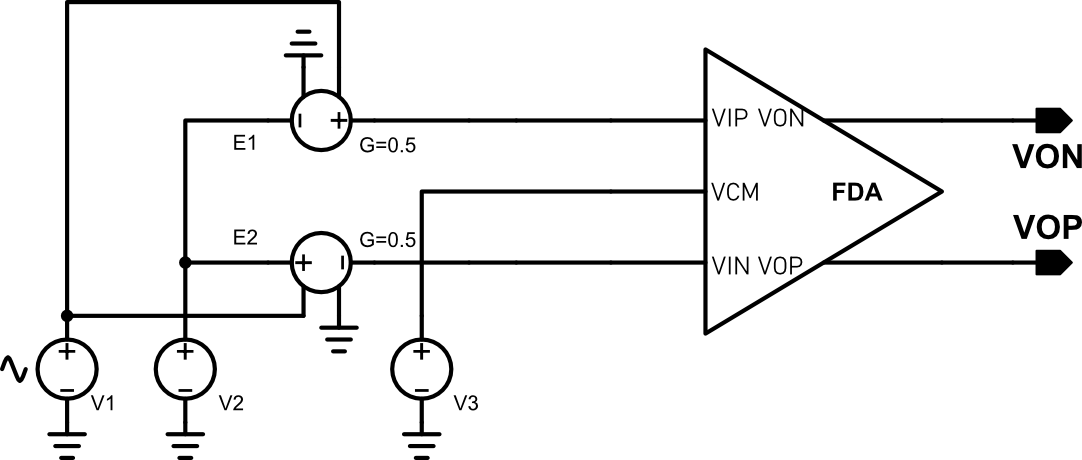 E1
G=0.5
VIP VON
VON
VCM
FDA
E2
G=0.5
VIN VOP
VOP
V1
V2
V3